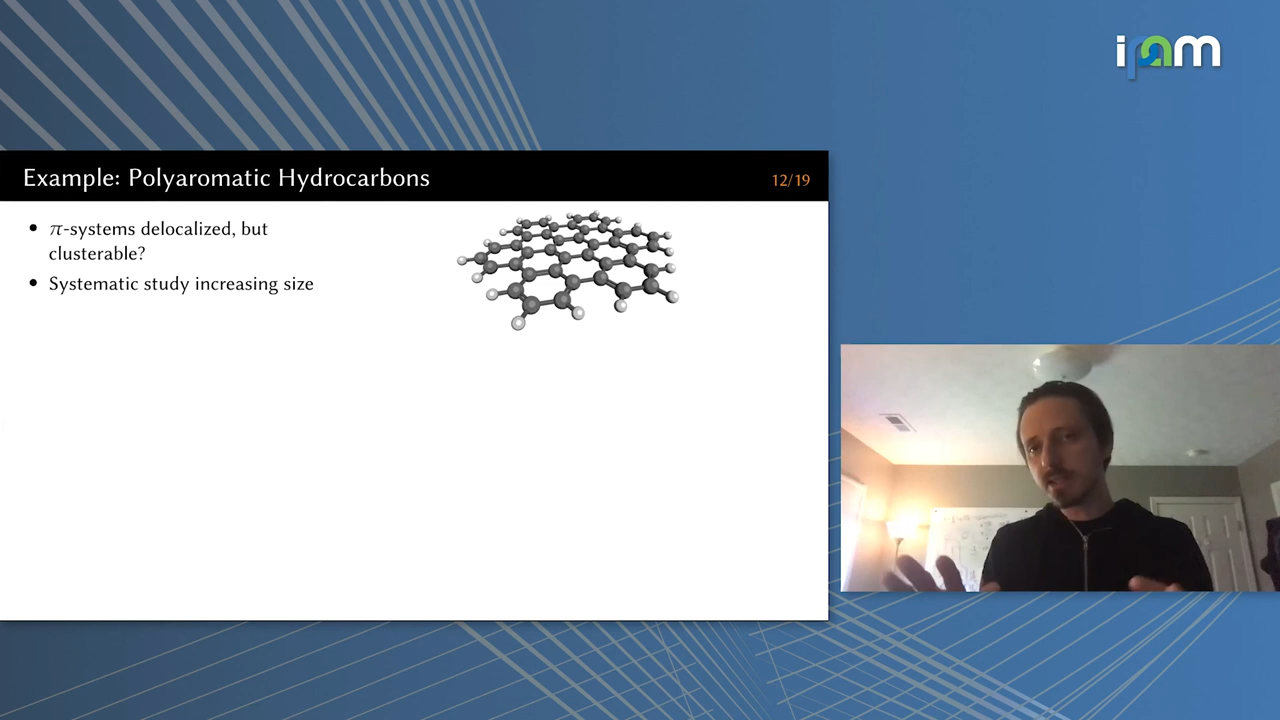 ipam
Example: Polyaromatic Hydrocarbons
12/19
• π-systems delocalized, but
clusterable?
• Systematic study increasing size